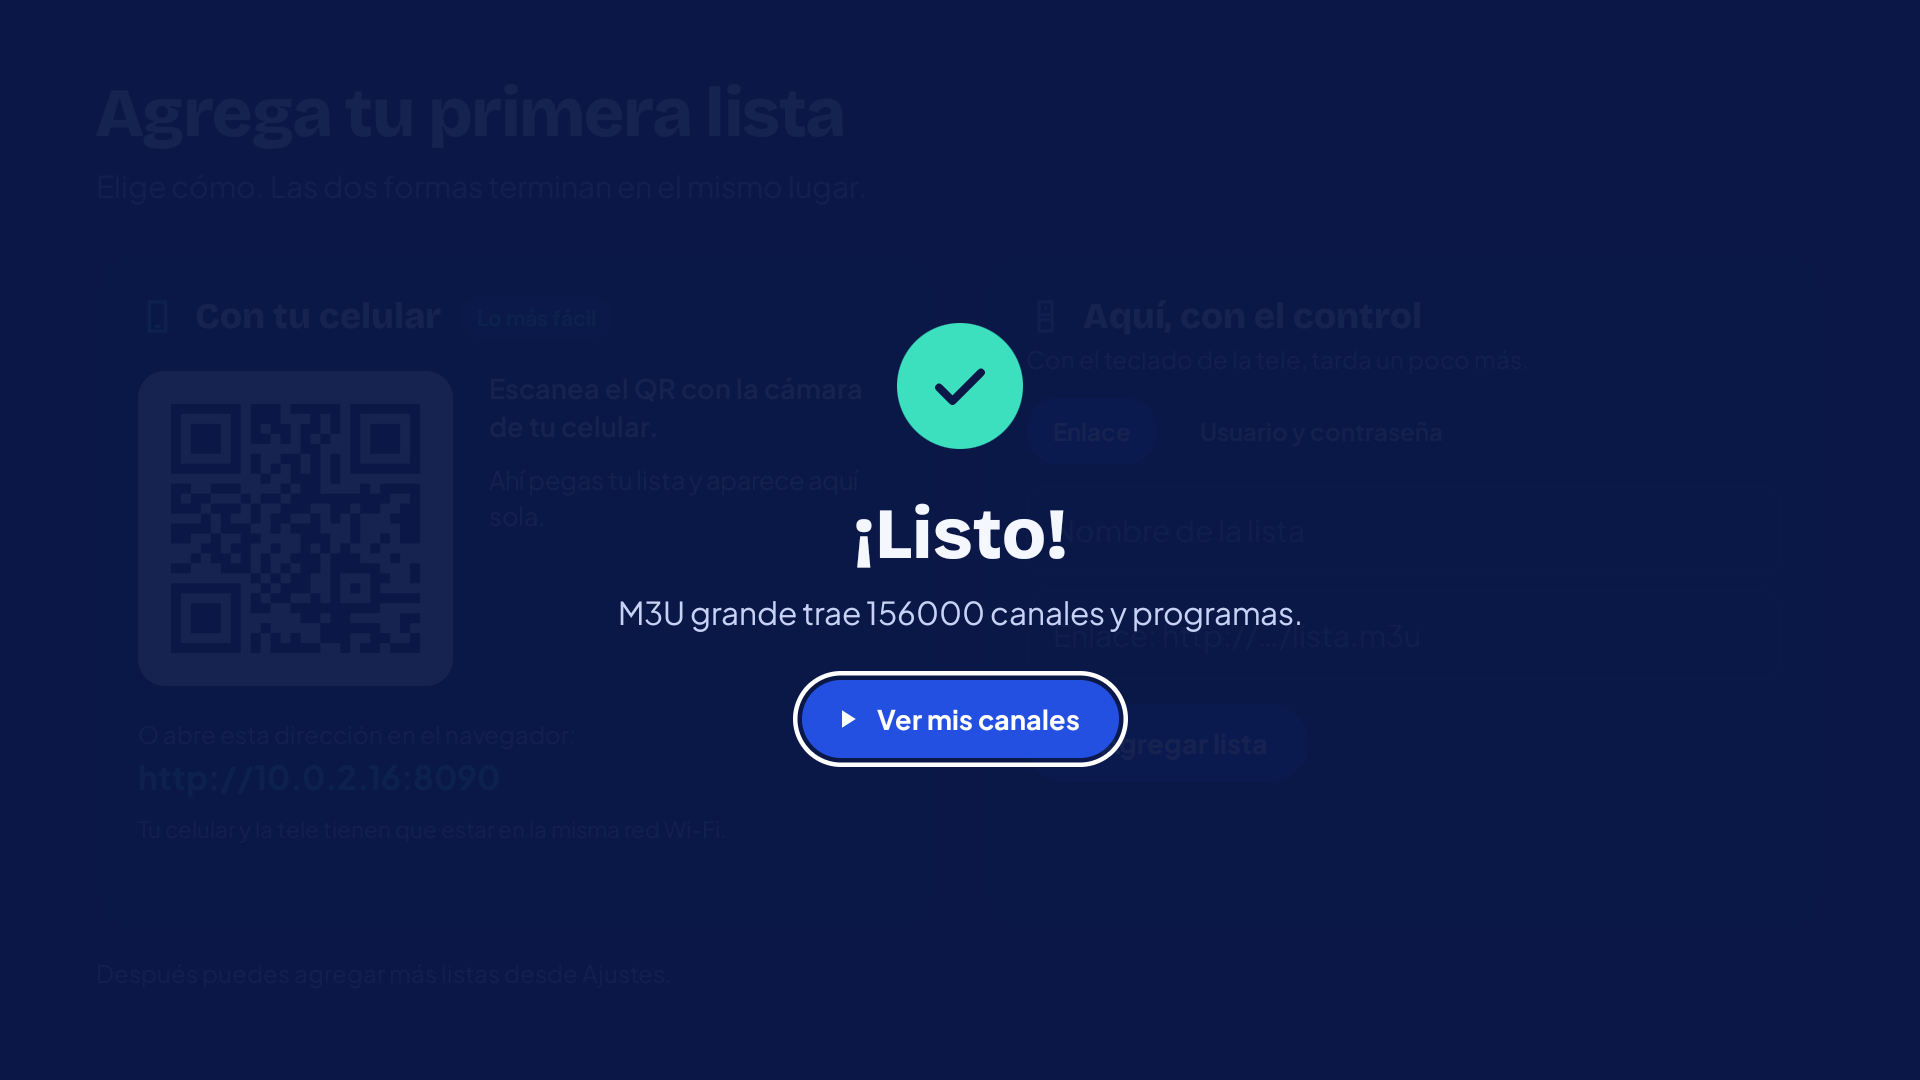 Agrega tu primera lista
Elige cómo. Las dos formas terminan en el mismo lugar.
Con tu celular
Lo más fácil
Escanea el QR con la cámara
de tu celular.
Ahí pegas tu lista y aparece aquí
sola.
O abre esta dirección en el navegador:
http://10.0.2.16:8090
Tu celular y la tele tienen que estar en la misma red Wi-Fi.
Aquí, con el control
Con el teclado de la tele, tarda un poco más.
Enlace
Usuario y contraseña
Nombre de la lista
Enlace: http://.../lista.m3u
gregar lista
¡Listo!
M3U grande trae 156000 canales y programas.
Ver mis canales
Después puedes agregar más listas desde Ajustes.